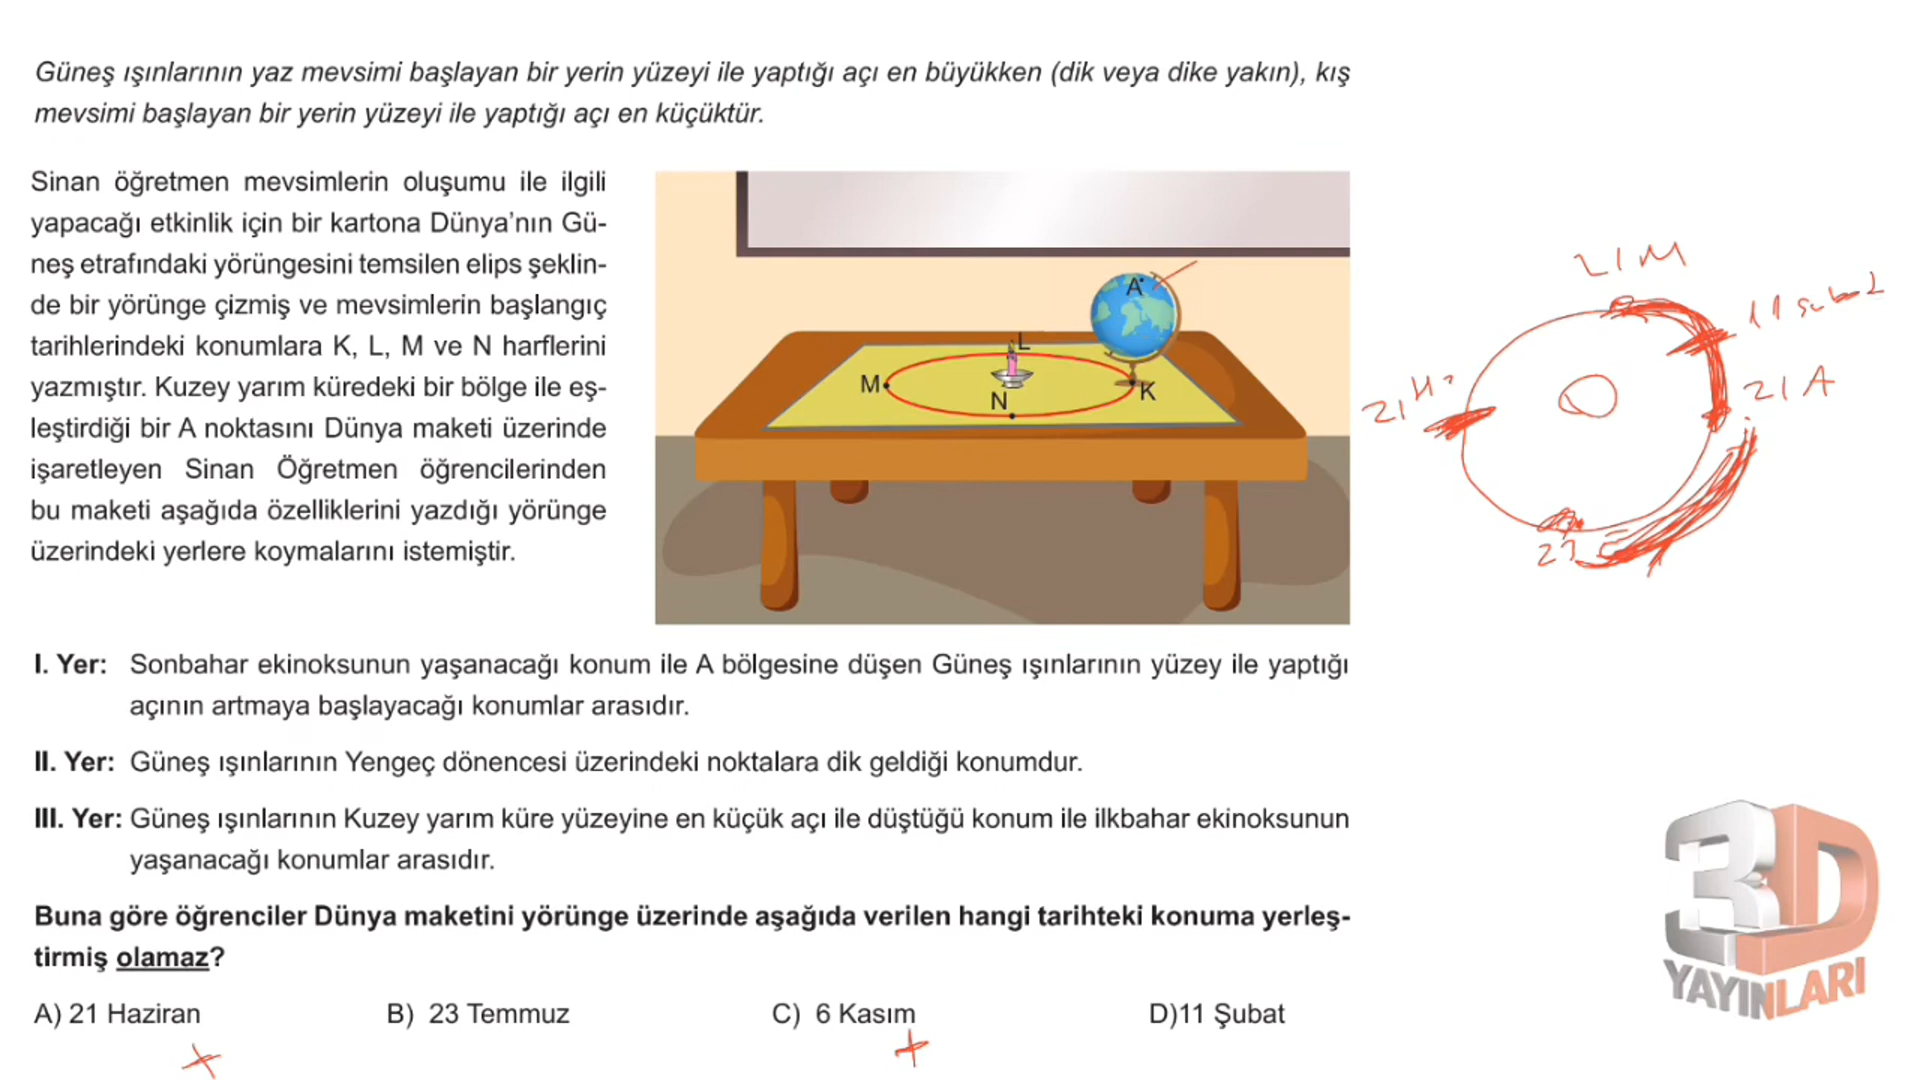 Güneş ışınlarının yaz mevsimi başlayan bir yerin yüzeyi ile yaptığı açı en büyükken (dik veya dike yakın), kış
mevsimi başlayan bir yerin yüzeyi ile yaptığı açı en küçüktür.
Sinan öğretmen mevsimlerin oluşumu ile ilgili
yapacağı etkinlik için bir kartona Dünya'nın Gü-
neş etrafındaki yörüngesini temsilen elips şeklin-
de bir yörünge çizmiş ve mevsimlerin başlangıç
tarihlerindeki konumlara K, L, M ve N harflerini
yazmıştır. Kuzey yarım küredeki bir bölge ile eş-
leştirdiği bir A noktasını Dünya maketi üzerinde
işaretleyen Sinan Öğretmen öğrencilerinden
bu maketi aşağıda özelliklerini yazdığı yörünge
üzerindeki yerlere koymalarını istemiştir.
A
L
M
N
K
21 M
11 Şubat
21 A
21 H
I. Yer: Sonbahar ekinoksunun yaşanacağı konum ile A bölgesine düşen Güneş ışınlarının yüzey ile yaptığı
açının artmaya başlayacağı konumlar arasıdır.
II. Yer: Güneş ışınlarının Yengeç dönencesi üzerindeki noktalara dik geldiği konumdur.
III. Yer: Güneş ışınlarının Kuzey yarım küre yüzeyine en küçük açı ile düştüğü konum ile ilkbahar ekinoksunun
yaşanacağı konumlar arasıdır.
Buna göre öğrenciler Dünya maketini yörünge üzerinde aşağıda verilen hangi tarihteki konuma yerleş-
tirmiş olamaz?
A) 21 Haziran B) 23 Temmuz C) 6 Kasım D)11 Şubat
3D
YAYINLARI